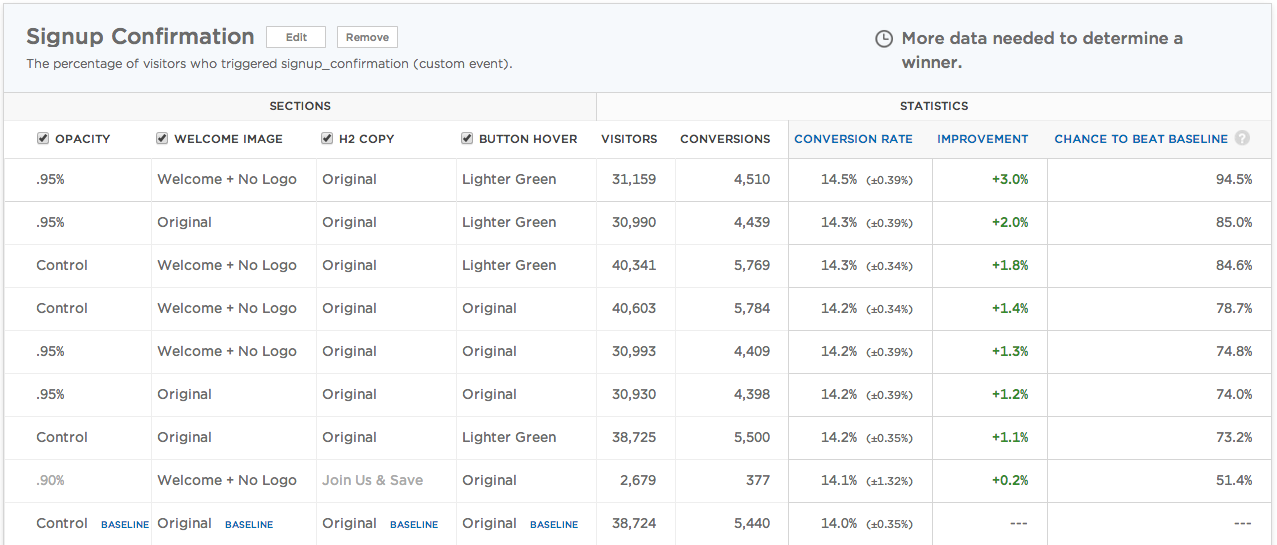 Signup Confirmation Edit Remove
The percentage of visitors who triggered signup_confirmation (custom event).
More data needed to determine a
winner.
SECTIONS STATISTICS
OPACITY WELCOME IMAGE H2 COPY BUTTON HOVER VISITORS CONVERSIONS CONVERSION RATE IMPROVEMENT CHANCE TO BEAT BASELINE ?
.95% Welcome + No Logo Original Lighter Green 31,159 4,510 14.5% (±0.39%) +3.0% 94.5%
.95% Original Original Lighter Green 30,990 4,439 14.3% (±0.39%) +2.0% 85.0%
Control Welcome + No Logo Original Lighter Green 40,341 5,769 14.3% (±0.34%) +1.8% 84.6%
Control Welcome + No Logo Original Original 40,603 5,784 14.2% (±0.34%) +1.4% 78.7%
.95% Welcome + No Logo Original Original 30,993 4,409 14.2% (±0.39%) +1.3% 74.8%
.95% Original Original Original 30,930 4,398 14.2% (±0.39%) +1.2% 74.0%
Control Original Original Lighter Green 38,725 5,500 14.2% (±0.35%) +1.1% 73.2%
.90% Welcome + No Logo Join Us & Save Original 2,679 377 14.1% (±1.32%) +0.2% 51.4%
Control BASELINE Original BASELINE Original BASELINE Original BASELINE 38,724 5,440 14.0% (±0.35%) --- ---